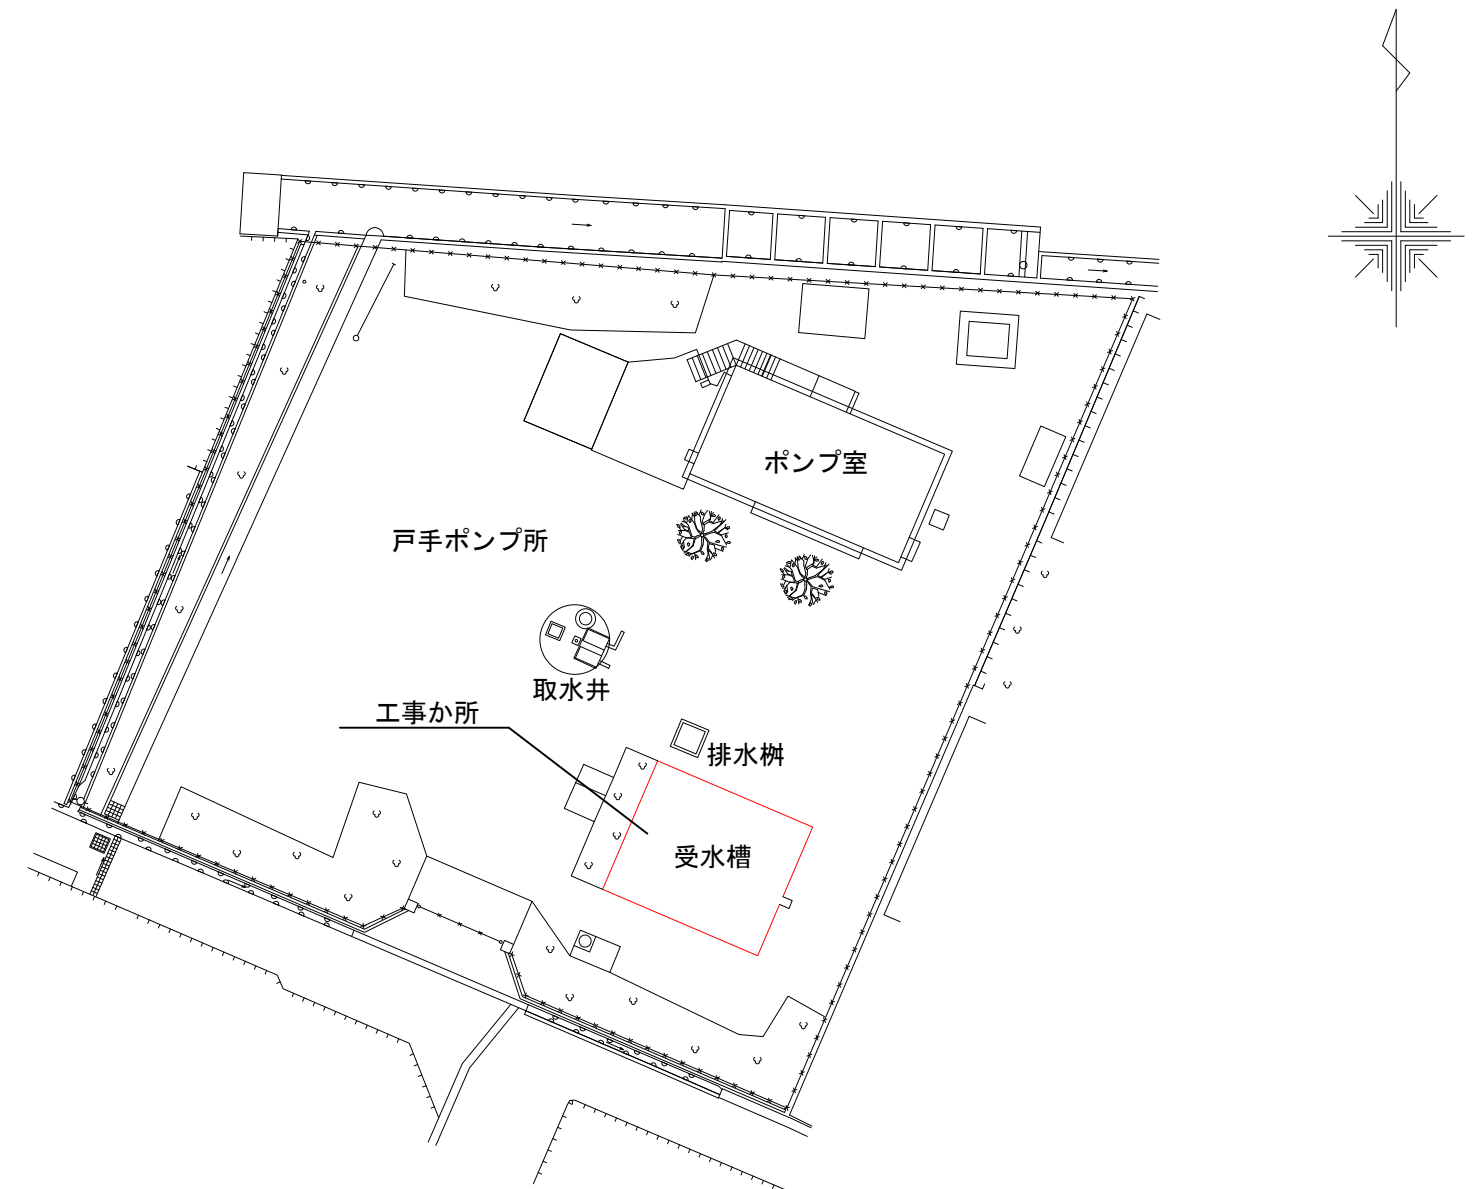 ポンプ室
戸手ポンプ所
取水井
工事か所
排水桝
受水槽